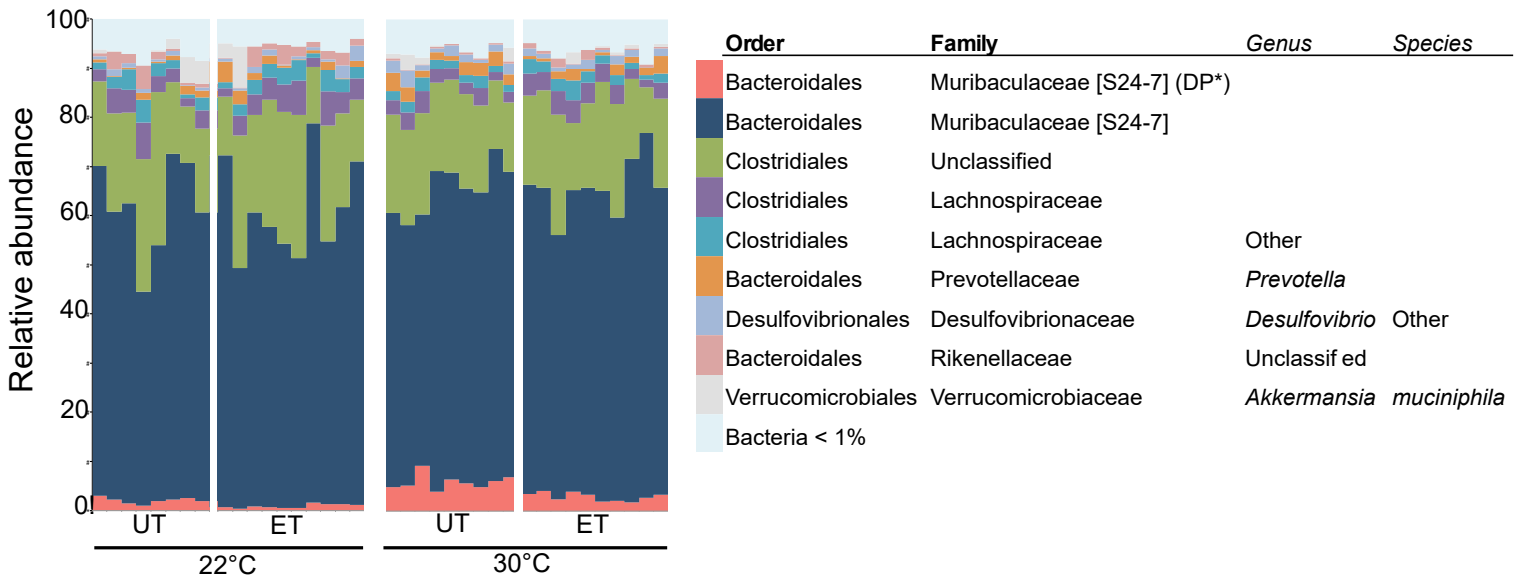 Relative abundance
100
80
60
40
20
0
UT ET UT ET
22°C 30°C
Order Family Genus Species
Bacteroidales Muribaculaceae [S24-7] (DP*)
Bacteroidales Muribaculaceae [S24-7]
Clostridiales Unclassified
Clostridiales Lachnospiraceae
Clostridiales Lachnospiraceae Other
Bacteroidales Prevotellaceae Prevotella
Desulfovibrionales Desulfovibrionaceae Desulfovibrio Other
Bacteroidales Rikenellaceae Unclassif ed
Verrucomicrobiales Verrucomicrobiaceae Akkermansia muciniphila
Bacteria < 1%